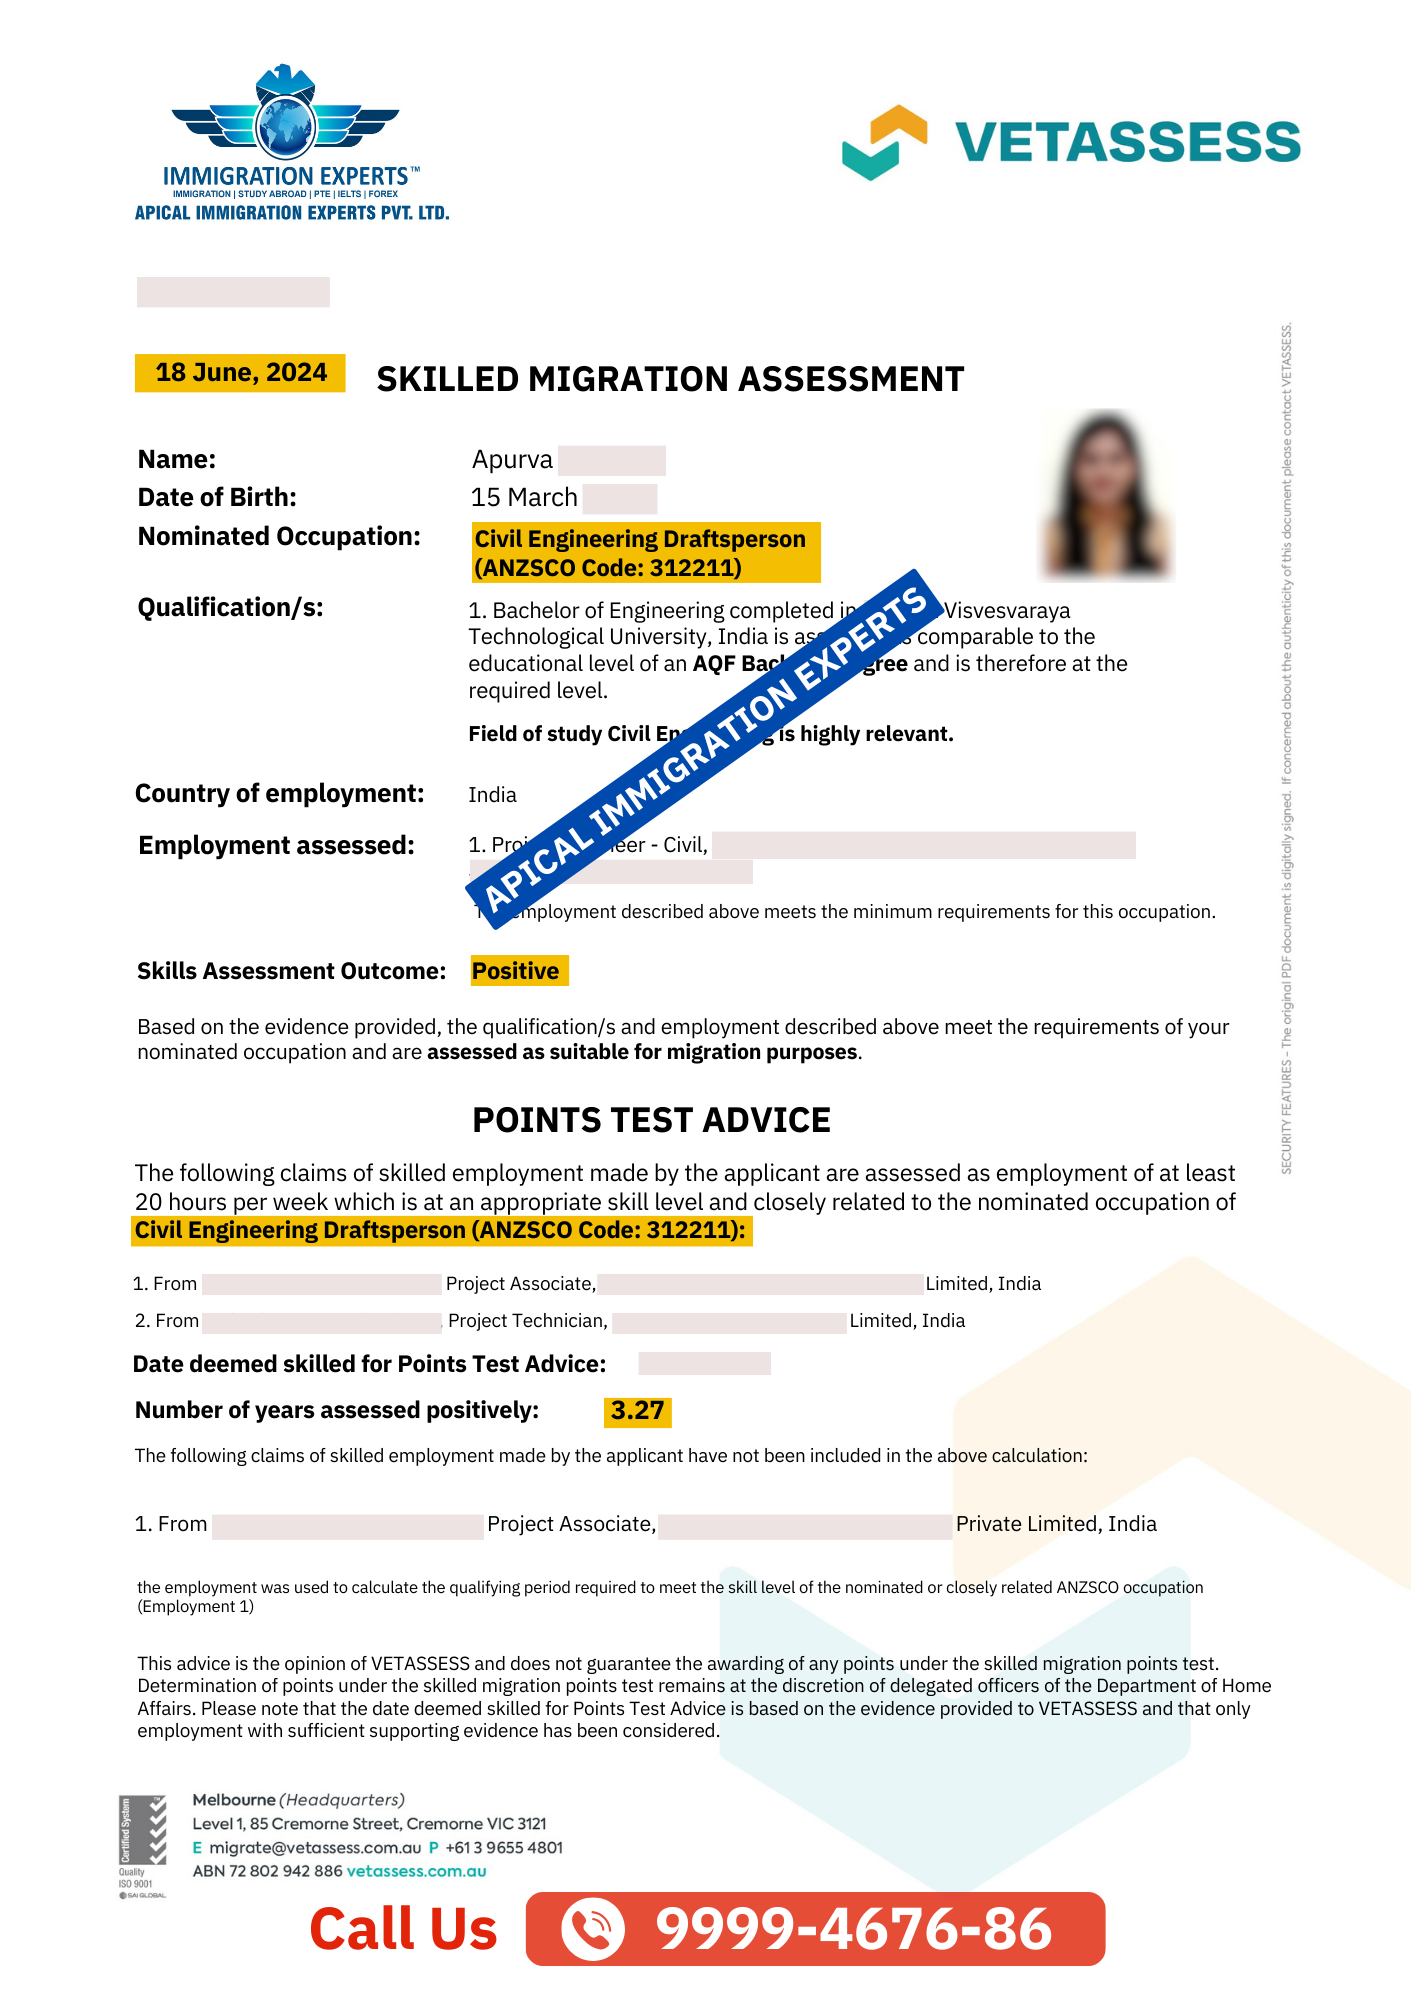 IMMIGRATION EXPERTS™
IMMIGRATION | STUDY ABROAD | PTE | IELTS | FOREX
APICAL IMMIGRATION EXPERTS PVT. LTD.
VETASSESS
18 June, 2024
SKILLED MIGRATION ASSESSMENT
Name: Apurva
Date of Birth: 15 March
Nominated Occupation: Civil Engineering Draftsperson
(ANZSCO Code: 312211)
Qualification/s: 1. Bachelor of Engineering completed in Visvesvaraya
Technological University, India is comparable to the
educational level of an AQF and is therefore at the
required level.
Field of study Civil is highly relevant.
Country of employment: India
Employment assessed: 1. - Civil,
employment described above meets the minimum requirements for this occupation.
APICAL IMMIGRATION EXPERTS
Skills Assessment Outcome: Positive
Based on the evidence provided, the qualification/s and employment described above meet the requirements of your
nominated occupation and are assessed as suitable for migration purposes.
POINTS TEST ADVICE
The following claims of skilled employment made by the applicant are assessed as employment of at least
20 hours per week which is at an appropriate skill level and closely related to the nominated occupation of
Civil Engineering Draftsperson (ANZSCO Code: 312211):
1. From Project Associate, Limited, India
2. From Project Technician, Limited, India
Date deemed skilled for Points Test Advice:
Number of years assessed positively: 3.27
The following claims of skilled employment made by the applicant have not been included in the above calculation:
1. From Project Associate, Private Limited, India
the employment was used to calculate the qualifying period required to meet the skill level of the nominated or closely related ANZSCO occupation
(Employment 1)
This advice is the opinion of VETASSESS and does not guarantee the awarding of any points under the skilled migration points test.
Determination of points under the skilled migration points test remains at the discretion of delegated officers of the Department of Home
Affairs. Please note that the date deemed skilled for Points Test Advice is based on the evidence provided to VETASSESS and that only
employment with sufficient supporting evidence has been considered.
SECURITY FEATURES - The original PDF document is digitally signed. If concerned about the authenticity of this document please contact VETASSESS.
Certified System
Quality
ISO 9001
SAI GLOBAL
Melbourne (Headquarters)
Level 1, 85 Cremorne Street, Cremorne VIC 3121
E migrate@vetassess.com.au P +61 3 9655 4801
ABN 72 802 942 886 vetassess.com.au
Call Us 9999-4676-86